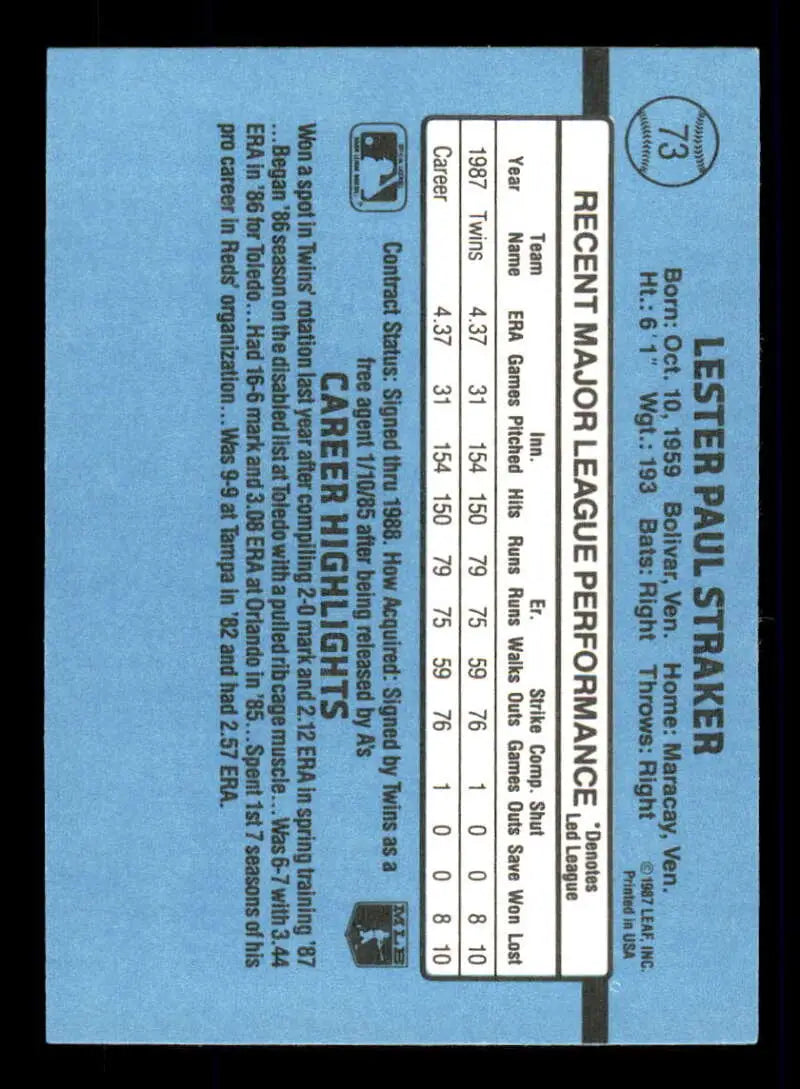 73
LESTER PAUL STRAKER
Born: Oct. 10, 1959 Bolivar, Ven. Home: Maracay, Ven.
Ht.: 6'1" Wgt.: 193 Bats: Right Throws: Right
© 1987 LEAF, INC.
Printed in USA
RECENT MAJOR LEAGUE PERFORMANCE
*Denotes
Led League
Team Inn. Er. Strike Comp. Shut
Year Name ERA Games Pitched Hits Runs Runs Walks Outs Games Outs Save Won Lost
1987 Twins 4.37 31 154 150 79 75 59 76 1 0 0 8 10
Career 4.37 31 154 150 79 75 59 76 1 0 0 8 10
Contract Status: Signed thru 1988. How Acquired: Signed by Twins as a
free agent 1/10/85 after being released by A's
MLB
CAREER HIGHLIGHTS
Won a spot in Twins' rotation last year after compiling 2-0 mark and 2.12 ERA in spring training '87
...Began '86 season on the disabled list at Toledo with a pulled rib cage muscle...Was 6-7 with 3.44
ERA in '86 for Toledo...Had 16-6 mark and 3.08 ERA at Orlando in '85...Spent 1st 7 seasons of his
pro career in Reds' organization...Was 9-9 at Tampa in '82 and had 2.57 ERA.